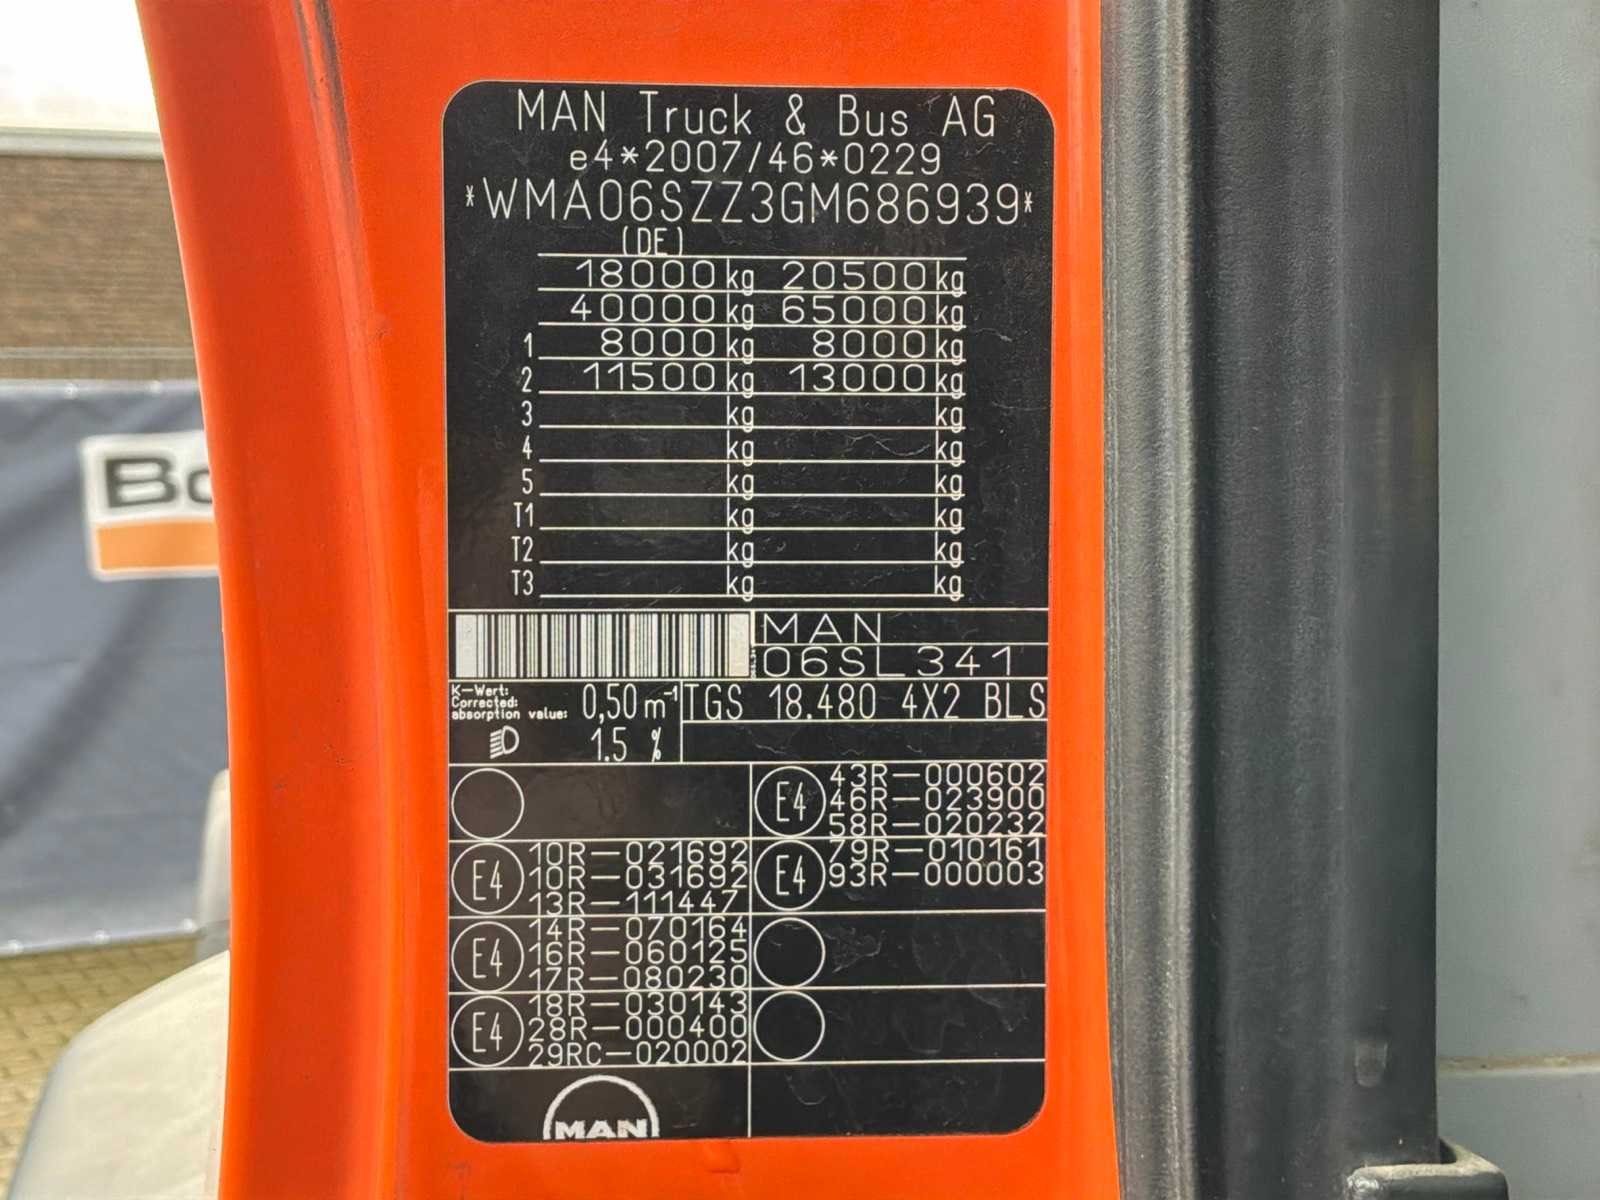 MAN Truck & Bus AG
e4*2007/46*0229
*WMA06SZZ3GM686939*
(DE)
18000 kg 20500 kg
40000 kg 65000 kg
1 8000 kg 8000 kg
2 11500 kg 13000 kg
3 kg kg
4 kg kg
5 kg kg
T1 kg kg
T2 kg kg
T3 kg kg
MAN
06SL341
K-Wert:
Corrected:
absorption value: 0,50 m⁻¹
TGS 18.480 4X2 BLS
1.5 %
E4
43R-000602
46R-023900
58R-020232
E4
10R-021692
10R-031692
13R-111447
E4
79R-010161
93R-000003
E4
14R-070164
16R-060125
17R-080230
E4
18R-030143
28R-000400
29RC-020002
MAN